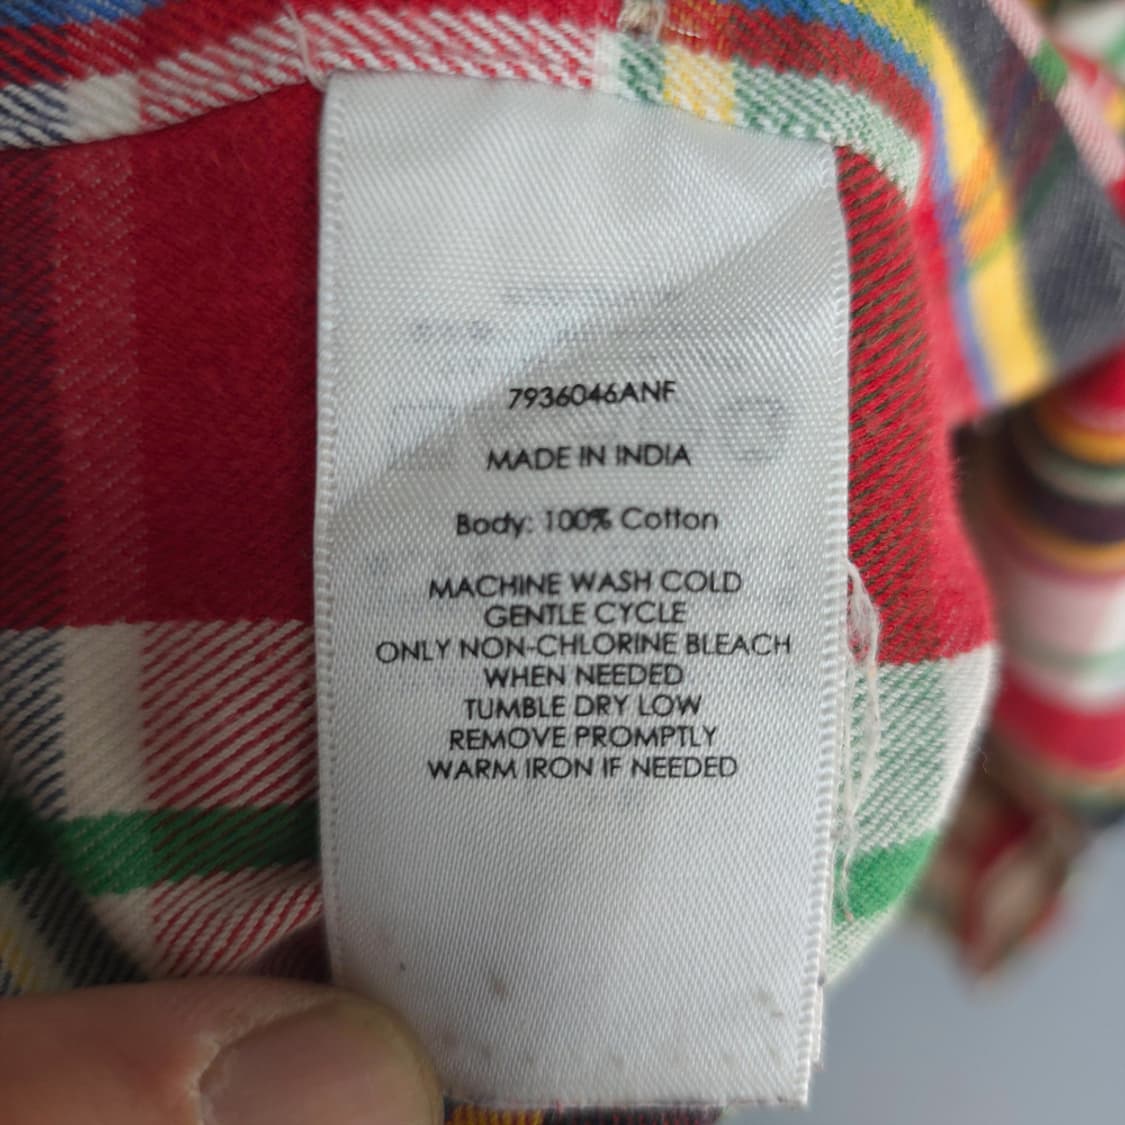 7936046ANF
MADE IN INDIA
Body: 100% Cotton
MACHINE WASH COLD
GENTLE CYCLE
ONLY NON-CHLORINE BLEACH
WHEN NEEDED
TUMBLE DRY LOW
REMOVE PROMPTLY
WARM IRON IF NEEDED